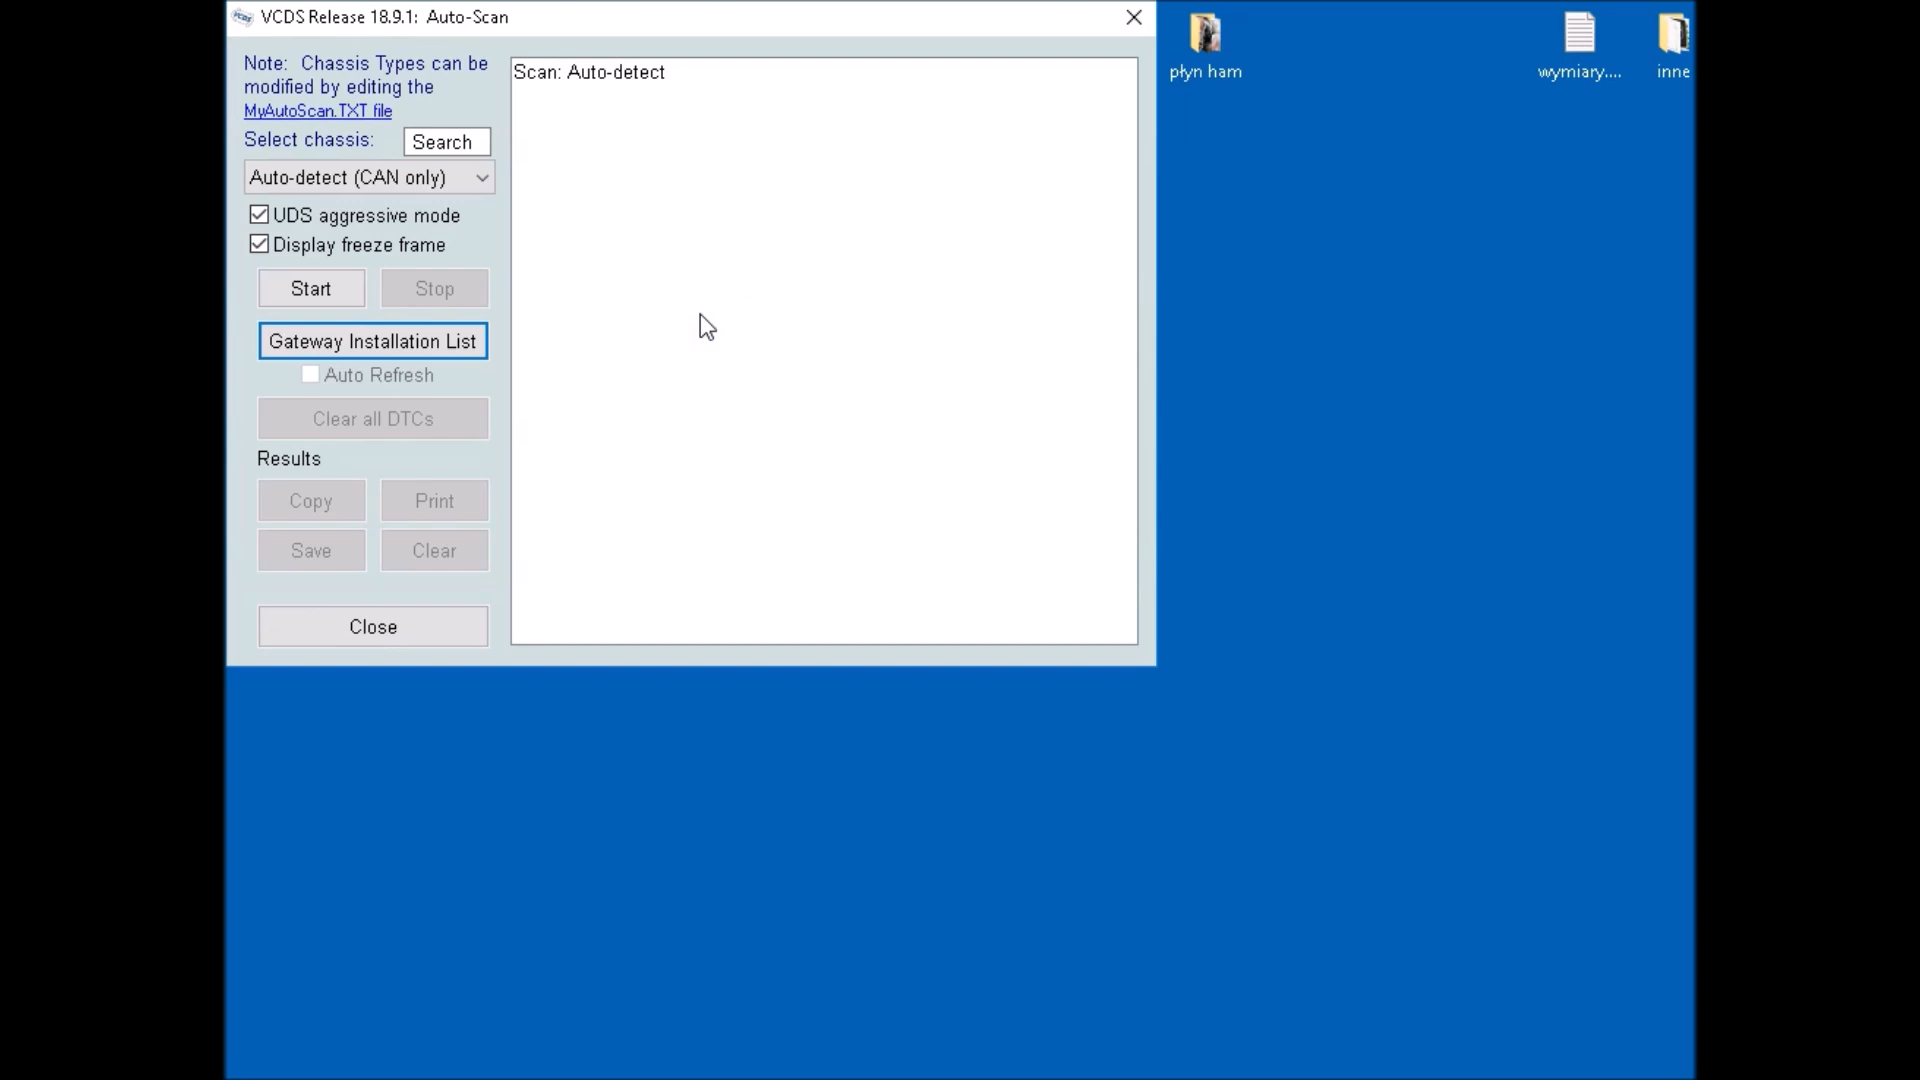 VCDS Release 18.9.1:  Auto-Scan
Note:  Chassis Types can be
modified by editing the
MyAutoScan.TXT file
Select chassis:
Search
Auto-detect (CAN only)
UDS aggressive mode
Display freeze frame
Start
Stop
Gateway Installation List
Auto Refresh
Clear all DTCs
Results
Copy
Print
Save
Clear
Close
Scan: Auto-detect
płyn ham
wymiary....
inne